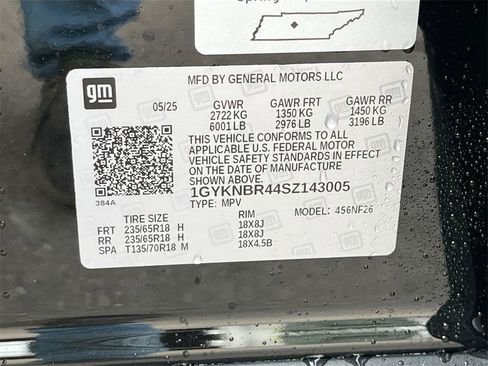 gm
MFD BY GENERAL MOTORS LLC
05/25 GVWR GAWR FRT GAWR RR
2722 KG 1350 KG 1450 KG
6001 LB 2976 LB 3196 LB
THIS VEHICLE CONFORMS TO ALL
APPLICABLE U.S. FEDERAL MOTOR
VEHICLE SAFETY STANDARDS IN EFFECT
ON THE DATE OF MANUFACTURE
SHOWN ABOVE.
384A
1GYKNBR44SZ143005
TYPE: MPV MODEL: 456NF26
TIRE SIZE RIM
FRT 235/65R18 H 18X8J
RR 235/65R18 H 18X8J
SPA T135/70R18 M 18X4.5B